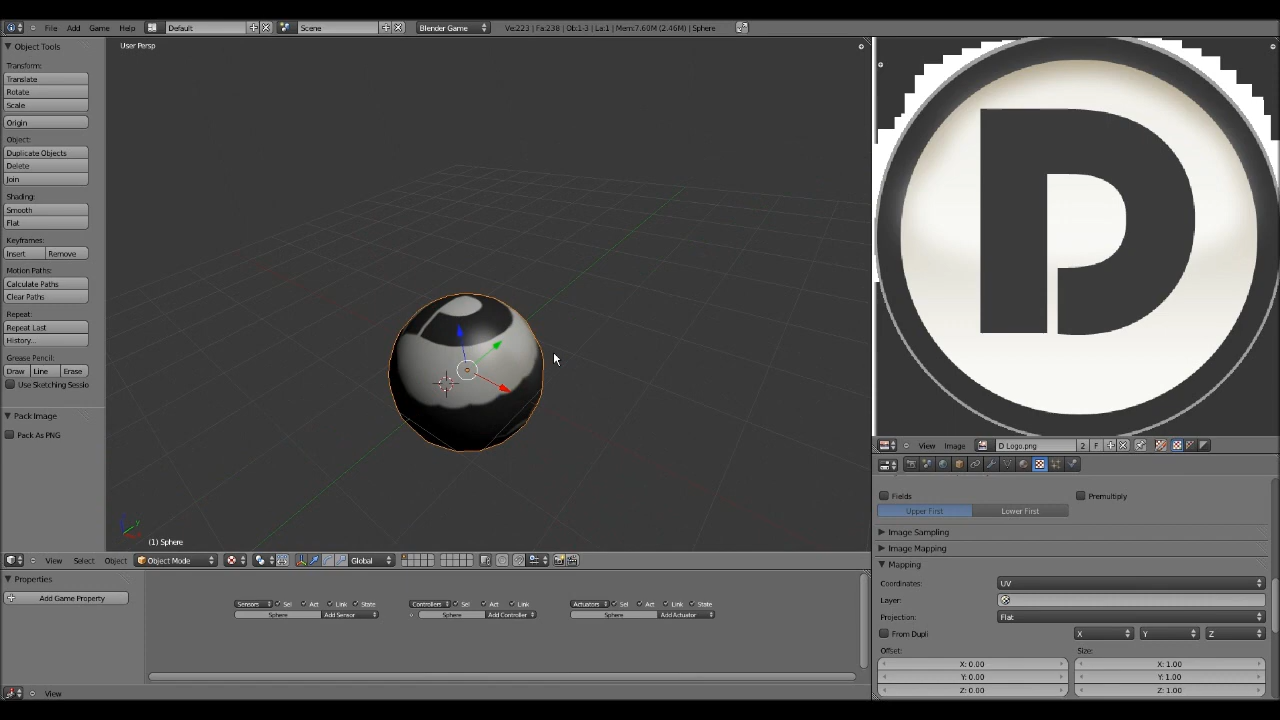 File Add Game Help Default Scene Blender Game Ve:223 | Fa:238 | Ob:1-3 | La:1 | Mem:7.60M (2.46M) | Sphere
Object Tools
User Persp
Transform:
Translate
Rotate
Scale
Origin
Object:
Duplicate Objects
Delete
Join
Shading:
Smooth
Flat
Keyframes:
Insert Remove
Motion Paths:
Calculate Paths
Clear Paths
Repeat:
Repeat Last
History...
Grease Pencil:
Draw Line Erase
Use Sketching Sessio
Pack Image
Pack As PNG
(1) Sphere
View Select Object Object Mode Global
Properties
Add Game Property
Sensors Sel Act Link State
Sphere Add Sensor
Controllers Sel Act Link
Sphere Add Controller
Actuators Sel Act Link State
Sphere Add Actuator
View
D
View Image D Logo.png 2 F
Fields Premultiply
Upper First Lower First
Image Sampling
Image Mapping
Mapping
Coordinates: UV
Layer:
Projection: Flat
From Dupli X Y Z
Offset: Size:
X: 0.00 X: 1.00
Y: 0.00 Y: 1.00
Z: 0.00 Z: 1.00